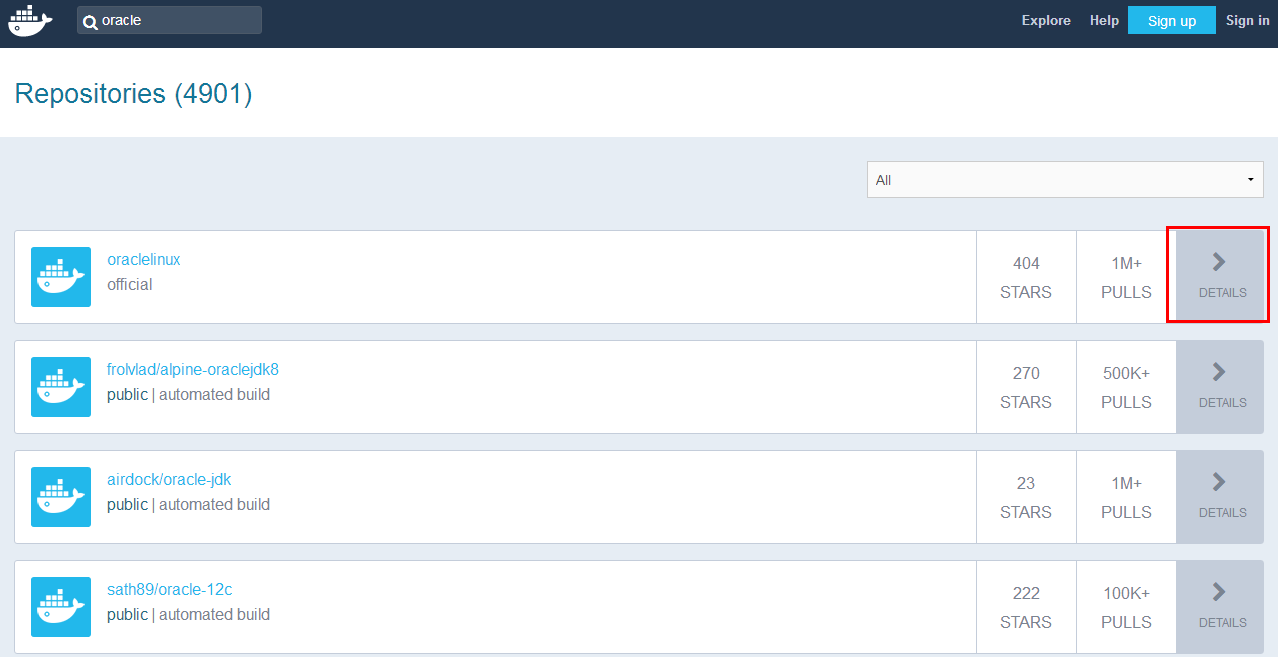 oracle
Explore Help Sign up Sign in
Repositories (4901)
All
oraclelinux
official
404
STARS
1M+
PULLS
DETAILS
frolvlad/alpine-oraclejdk8
public | automated build
270
STARS
500K+
PULLS
DETAILS
airdock/oracle-jdk
public | automated build
23
STARS
1M+
PULLS
DETAILS
sath89/oracle-12c
public | automated build
222
STARS
100K+
PULLS
DETAILS